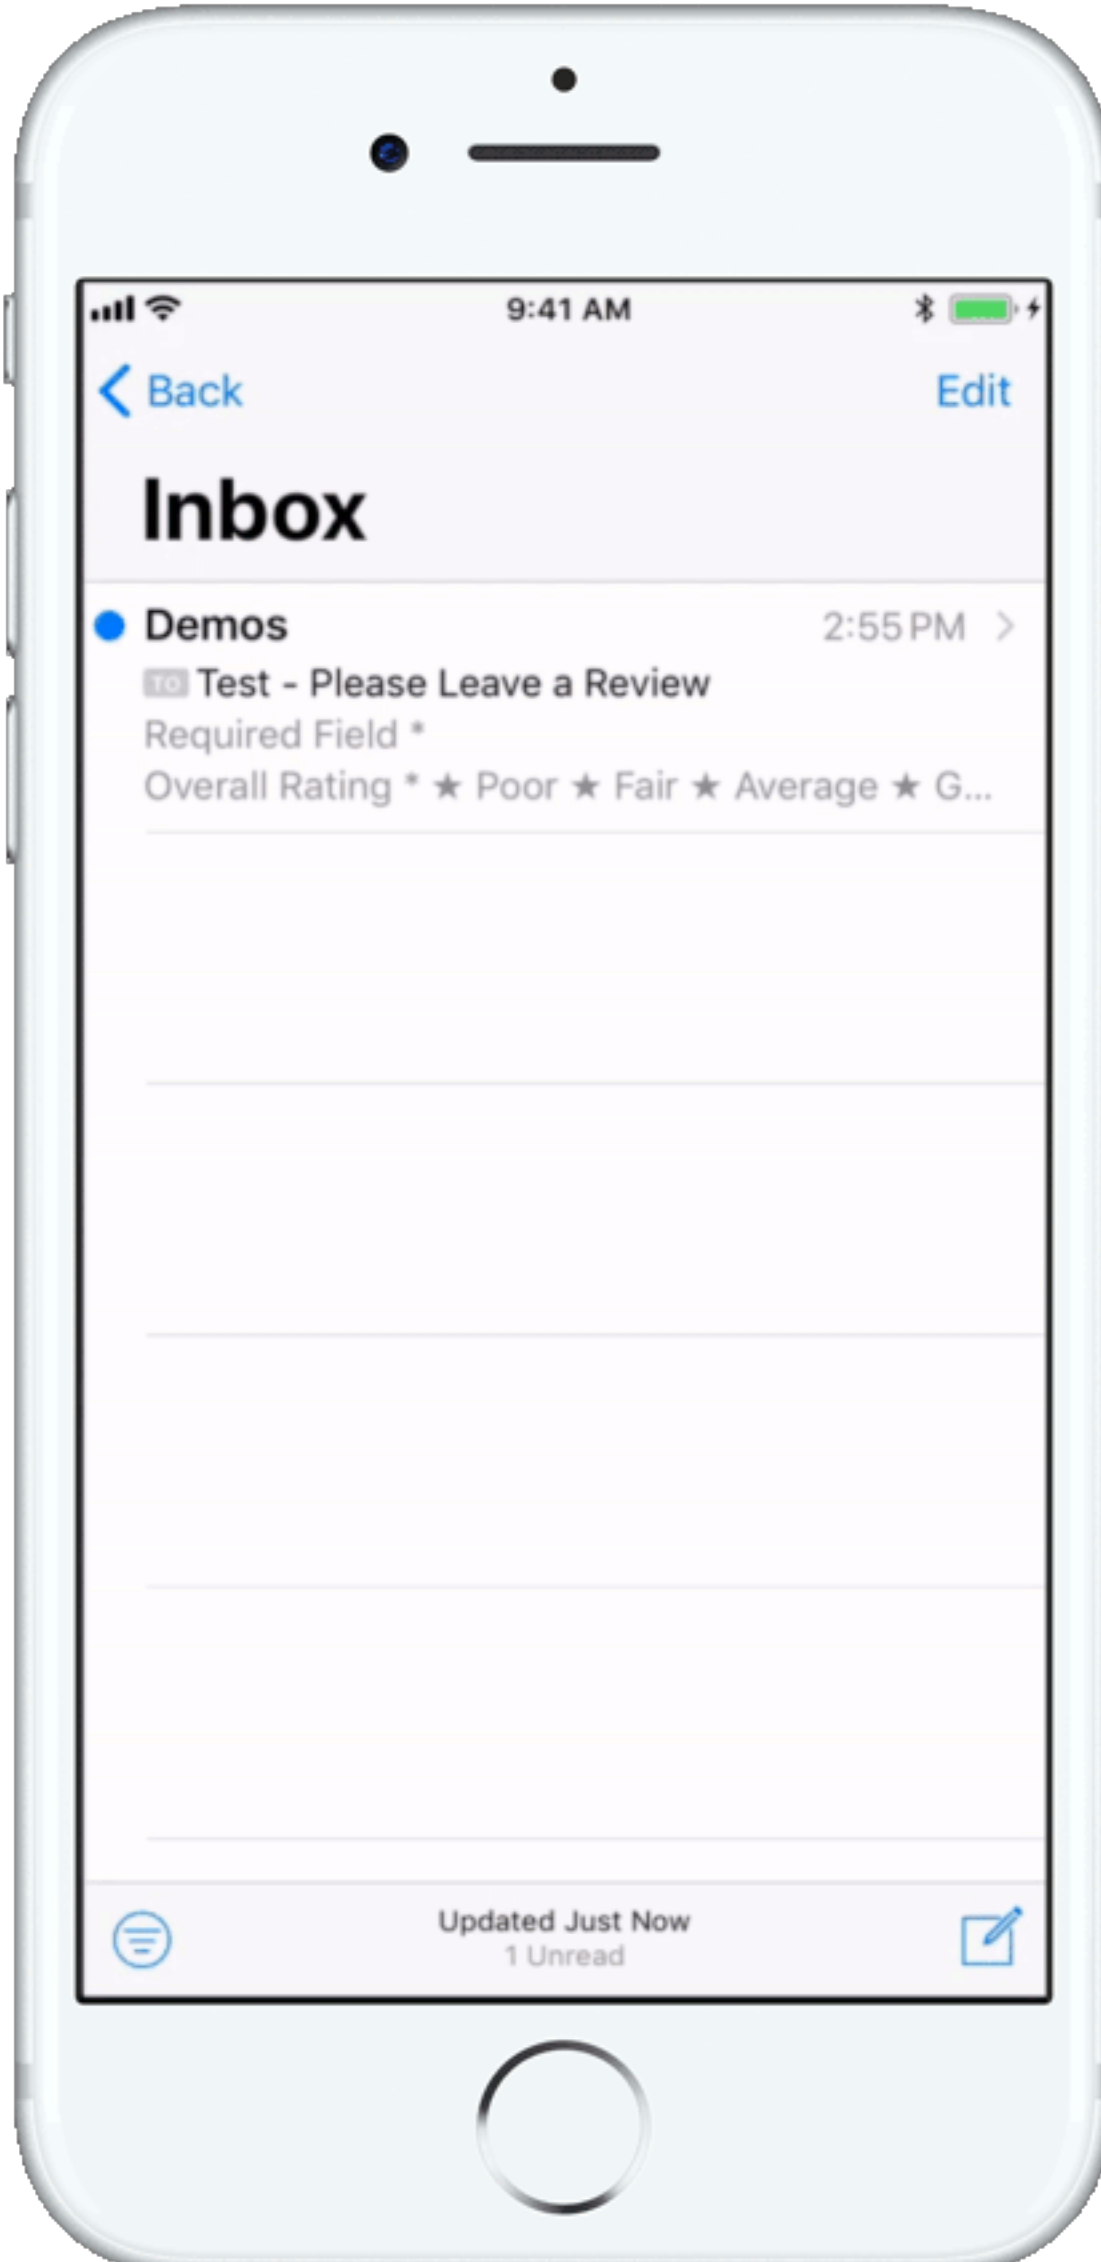 9:41 AM
Back
Edit
Inbox
Demos 2:55 PM
TO Test - Please Leave a Review
Required Field *
Overall Rating * ★ Poor ★ Fair ★ Average ★ G...
Updated Just Now
1 Unread